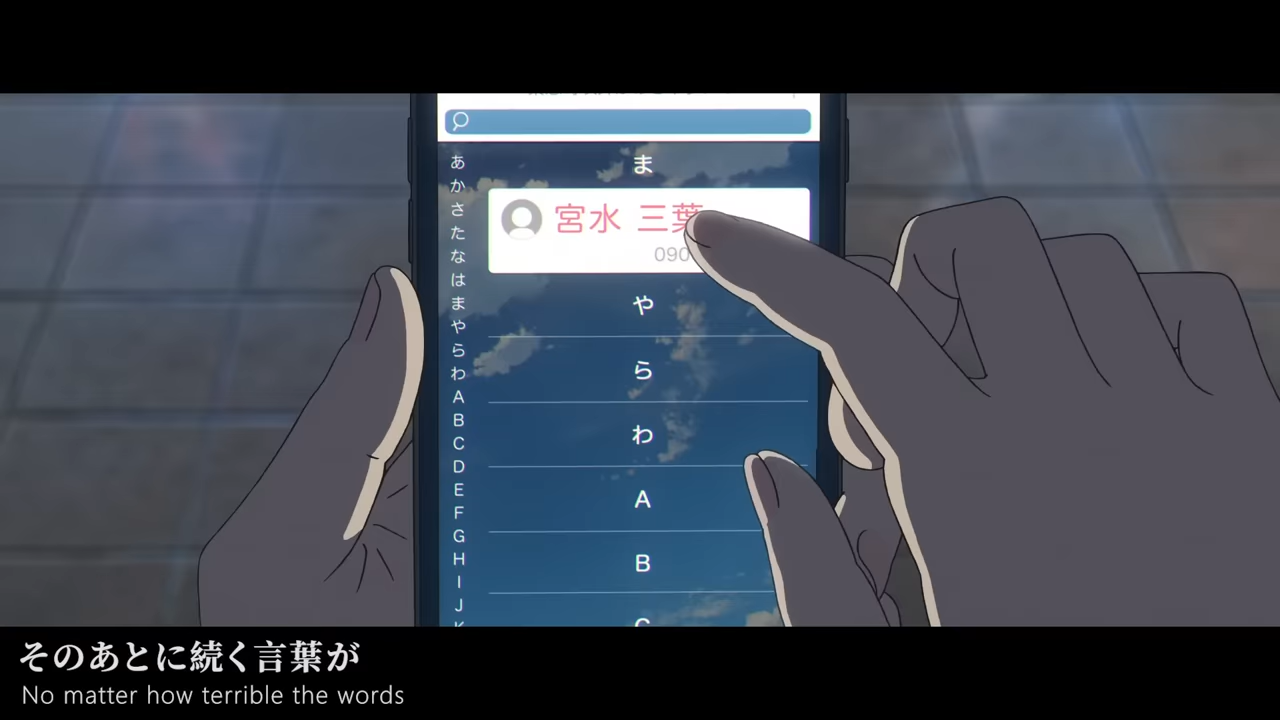 ま
宮水 三葉
090
や
ら
わ
A
B
C
あ
か
さ
た
な
は
ま
や
ら
わ
A
B
C
D
E
F
G
H
I
J
K
そのあとに続く言葉が
No matter how terrible the words